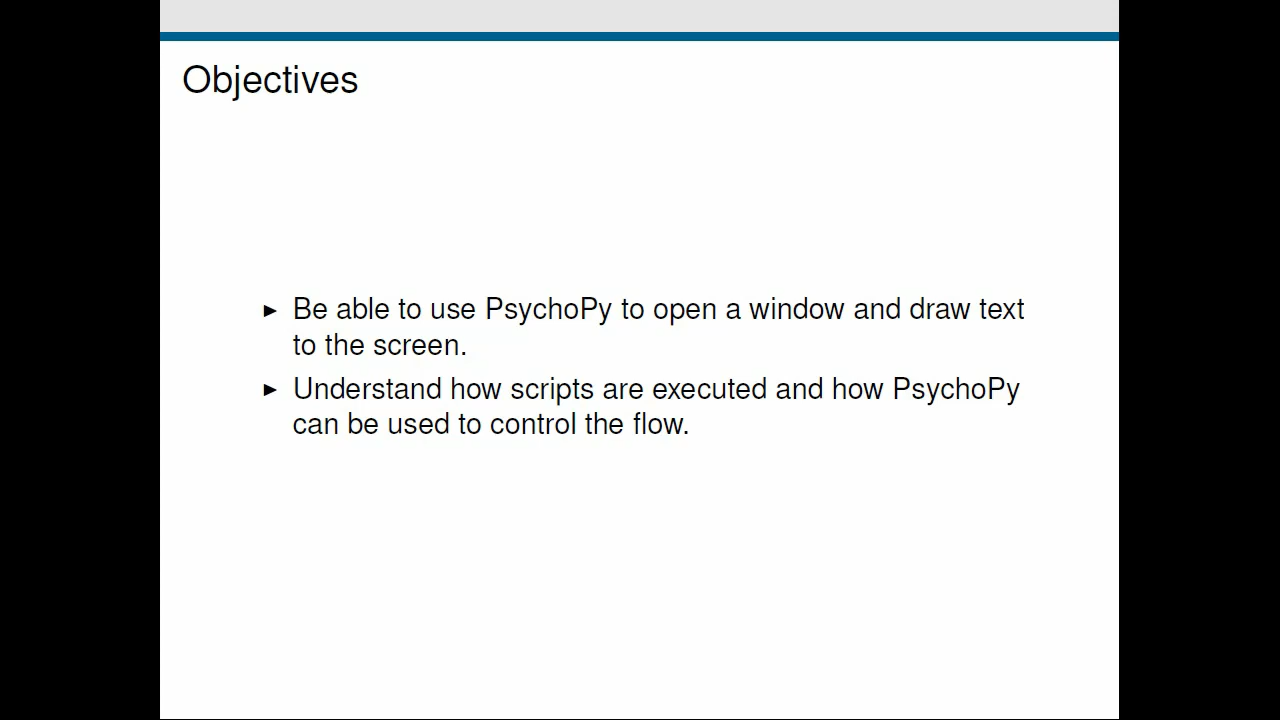 Objectives
▶ Be able to use PsychoPy to open a window and draw text
to the screen.
▶ Understand how scripts are executed and how PsychoPy
can be used to control the flow.